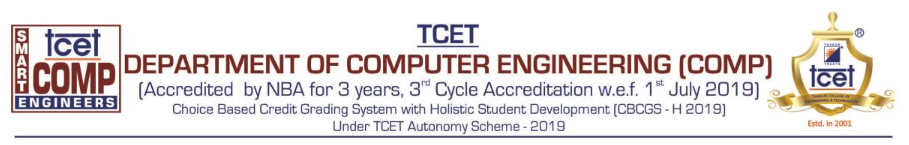 SMART
tcet
COMP
ENGINEERS
TCET
DEPARTMENT OF COMPUTER ENGINEERING (COMP)
(Accredited by NBA for 3 years, 3rd Cycle Accreditation w.e.f. 1st July 2019)
Choice Based Credit Grading System with Holistic Student Development (CBCGS - H 2019)
Under TCET Autonomy Scheme - 2019
®
tcet
Estd. in 2001